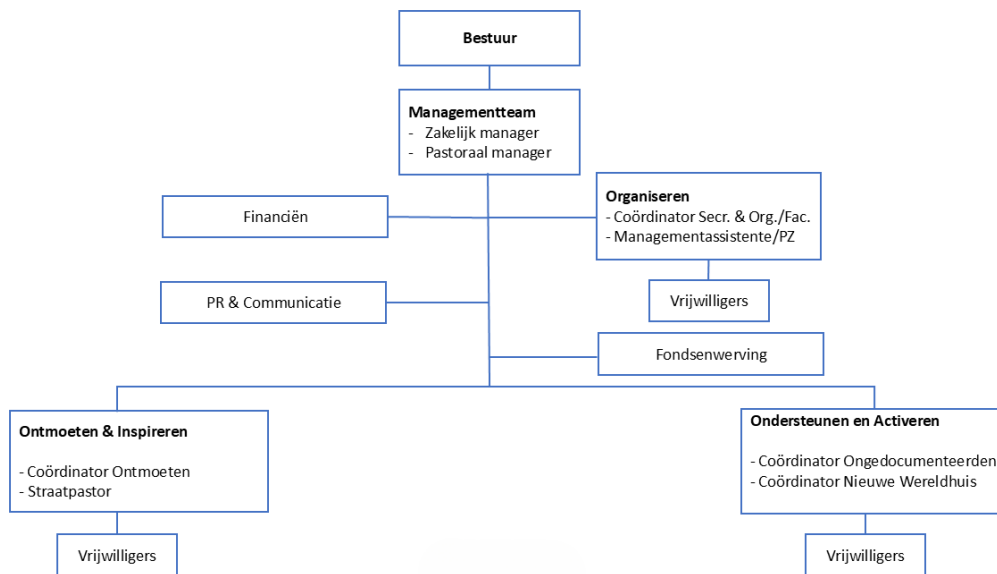 Bestuur
Managementteam
- Zakelijk manager
- Pastoraal manager
Financiën
Organiseren
- Coördinator Secr. & Org./Fac.
- Managementassistente/PZ
PR & Communicatie
Vrijwilligers
Fondsenwerving
Ontmoeten & Inspireren
- Coördinator Ontmoeten
- Straatpastor
Vrijwilligers
Ondersteunen en Activeren
- Coördinator Ongedocumenteerden
- Coördinator Nieuwe Wereldhuis
Vrijwilligers